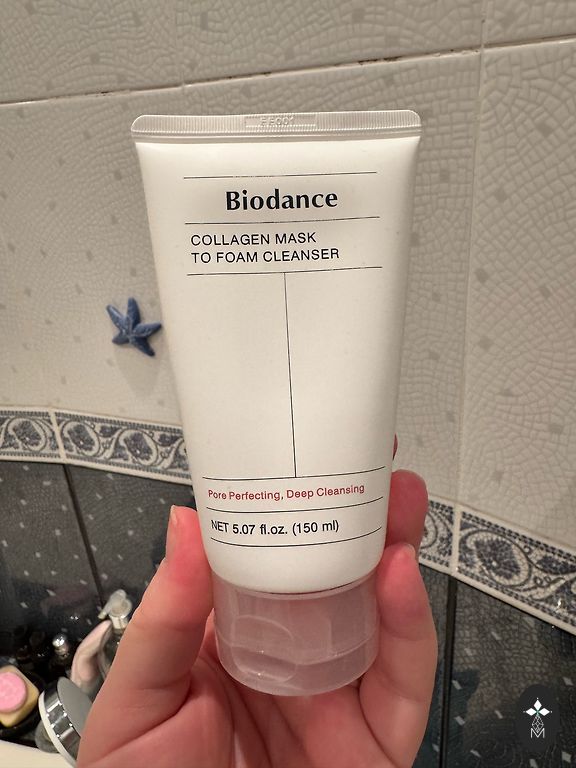 Biodance
COLLAGEN MASK
TO FOAM CLEANSER
Pore Perfecting, Deep Cleansing
NET 5.07 fl.oz. (150 ml)